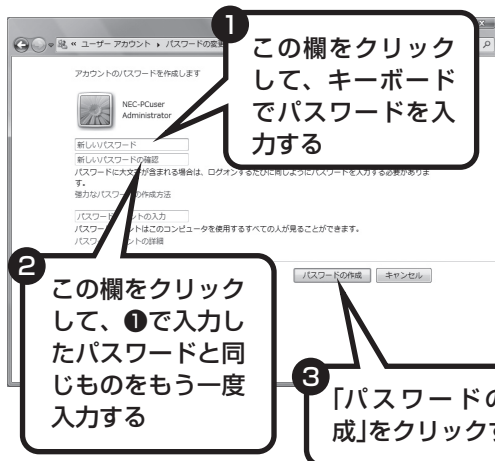 « ユーザー アカウント ▸ パスワードの変更
アカウントのパスワードを作成します
NEC-PCuser
Administrator
新しいパスワード
新しいパスワードの確認
パスワードに大文字が含まれる場合は、ログオンするたびに同じようにパスワードを入力する必要がありま
す。
強力なパスワードの作成方法
パスワード ヒントの入力
パスワード ヒントはこのコンピュータを使用するすべての人が見ることができます。
パスワード ヒントの詳細
パスワードの作成 キャンセル
❶
この欄をクリック
して、キーボード
でパスワードを入
力する
❷
この欄をクリック
して、❶で入力し
たパスワードと同
じものをもう一度
入力する
❸
「パスワードの
成」をクリックす